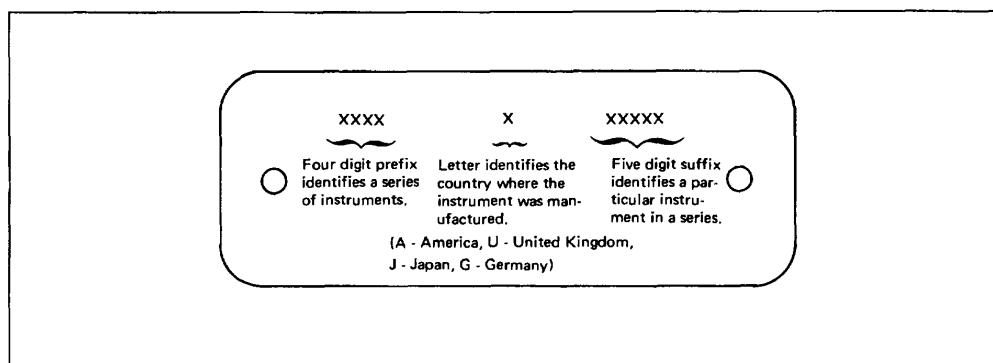 XXXX X XXXXX
Four digit prefix
identifies a series
of instruments.
Letter identifies the
country where the
instrument was man-
ufactured.
Five digit suffix
identifies a par-
ticular instru-
ment in a series.
(A - America, U - United Kingdom,
J - Japan, G - Germany)